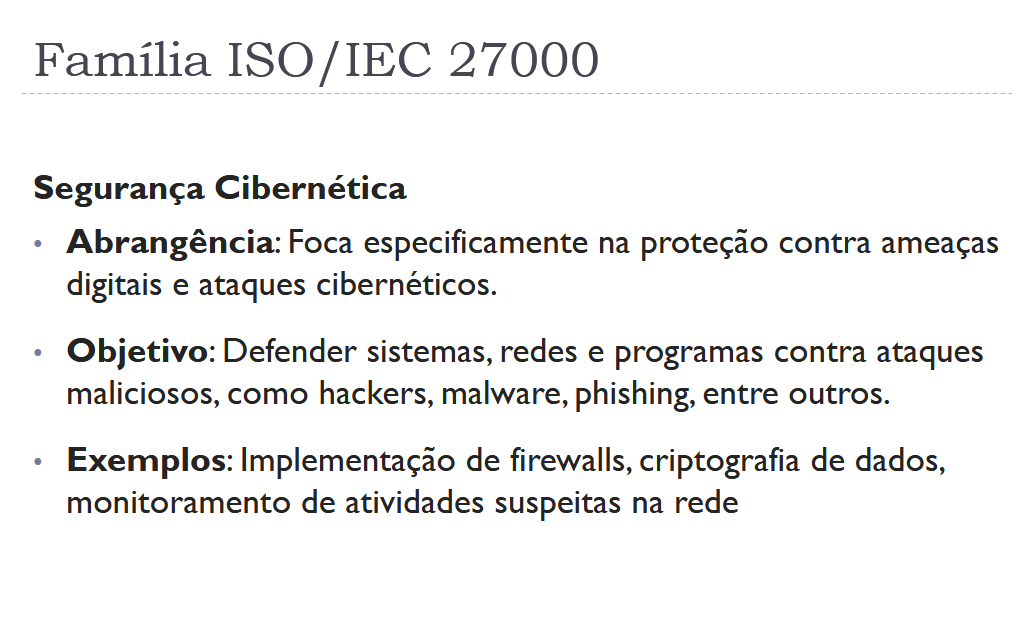 Família ISO/IEC 27000
Segurança Cibernética
• Abrangência: Foca especificamente na proteção contra ameaças
digitais e ataques cibernéticos.
• Objetivo: Defender sistemas, redes e programas contra ataques
maliciosos, como hackers, malware, phishing, entre outros.
• Exemplos: Implementação de firewalls, criptografia de dados,
monitoramento de atividades suspeitas na rede